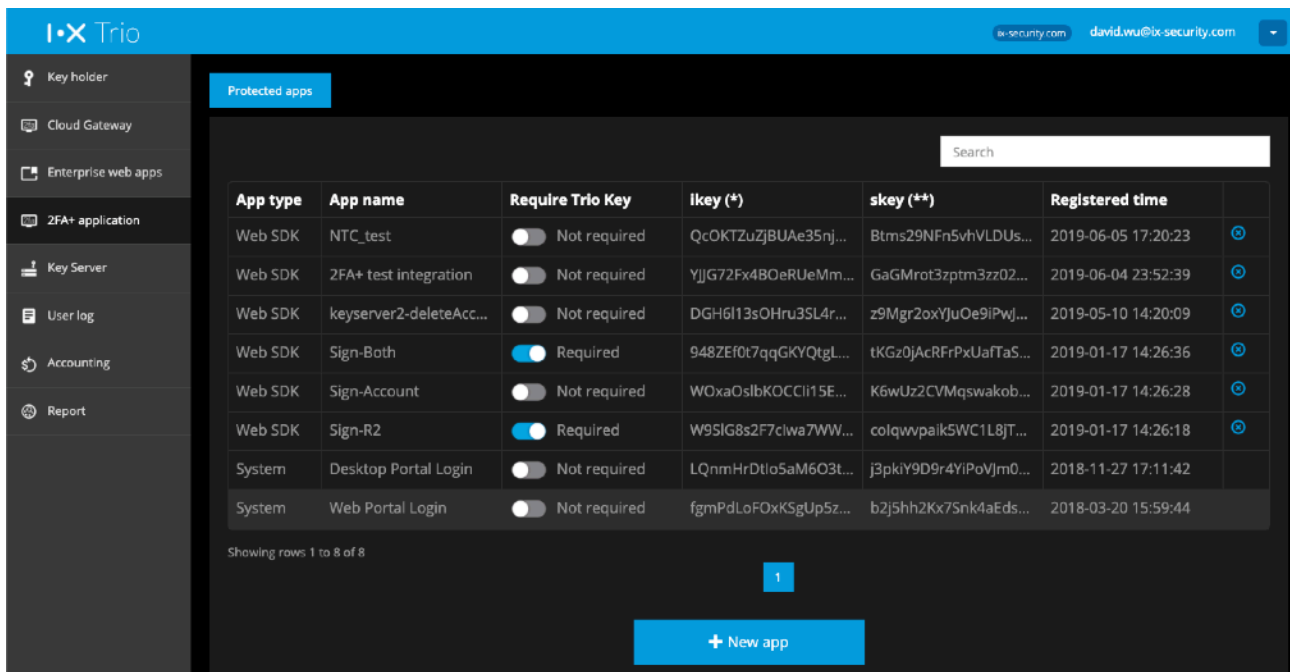 I•X Trio
ix-security.com david.wu@ix-security.com
Key holder
Cloud Gateway
Enterprise web apps
2FA+ application
Key Server
User log
Accounting
Report
Protected apps
Search
App type App name Require Trio Key ikey (*) skey (**) Registered time
Web SDK NTC_test Not required QcOKTZuZjBUAe35nj... Btms29NFn5vhVLDUs... 2019-06-05 17:20:23
Web SDK 2FA+ test integration Not required YJJG72Fx4BOeRUeMm... GaGMrot3zptm3zz02... 2019-06-04 23:52:39
Web SDK keyserver2-deleteAcc... Not required DGH6l13sOHru3SL4r... z9Mgr2oxYJuOe9iPwJ... 2019-05-10 14:20:09
Web SDK Sign-Both Required 948ZEf0t7qqGKYQtgL... tKGz0jAcRFrPxUafTaS... 2019-01-17 14:26:36
Web SDK Sign-Account Not required WOxaOslbKOCCIi15E... K6wUz2CVMqswakob... 2019-01-17 14:26:28
Web SDK Sign-R2 Required W9SlG8s2F7cIwa7WW... colqwvpaik5WC1L8jT... 2019-01-17 14:26:18
System Desktop Portal Login Not required LQnmHrDtIo5aM6O3t... j3pkiY9D9r4YiPoVJm0... 2018-11-27 17:11:42
System Web Portal Login Not required fgmPdLoFOxKSgUp5z... b2j5hh2Kx7Snk4aEds... 2018-03-20 15:59:44
Showing rows 1 to 8 of 8
1
+ New app